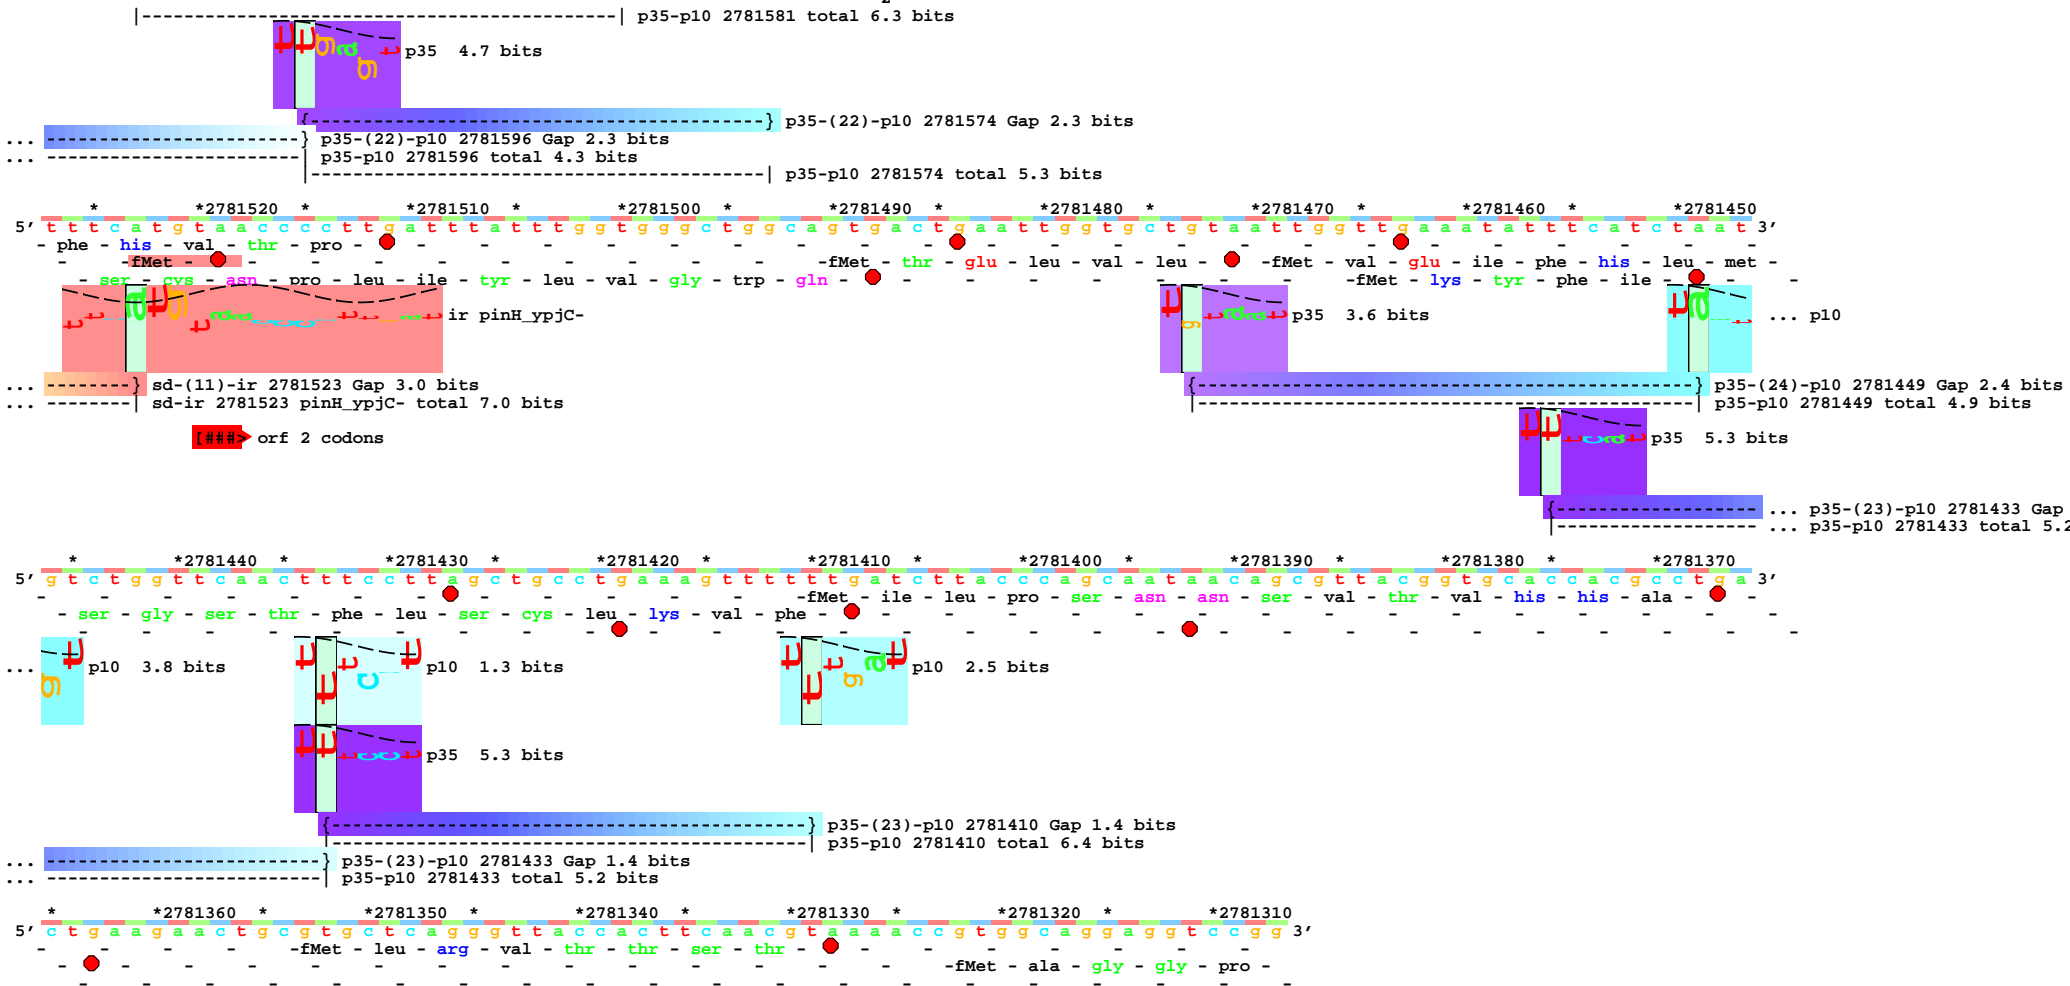 p35-p10 2781581 total 6.3 bits
p35 4.7 bits
p35-(22)-p10 2781574 Gap 2.3 bits
... p35-(22)-p10 2781596 Gap 2.3 bits
... p35-p10 2781596 total 4.3 bits
p35-p10 2781574 total 5.3 bits
* *2781520 * *2781510 * *2781500 * *2781490 * *2781480 * *2781470 * *2781460 * *2781450
5' t t t c a t g t a a c c c c t t g a t t t a t t t g g t g g g c t g g c a g t g a c t g a a t t g g t g c t g t a a t t g g t t g a a a t a t t t c a t c t a a t 3'
- phe - his - val - thr - pro -
- fMet - - fMet - thr - glu - leu - val - leu - - fMet - val - glu - ile - phe - his - leu - met -
- ser - cys - asn - pro - leu - ile - tyr - leu - val - gly - trp - gln - - fMet - lys - tyr - phe - ile -
ir pinH_ypjC-
p35 3.6 bits
... p10
... sd-(11)-ir 2781523 Gap 3.0 bits
p35-(24)-p10 2781449 Gap 2.4 bits
... sd-ir 2781523 pinH_ypjC- total 7.0 bits
p35-p10 2781449 total 4.9 bits
[###> orf 2 codons
p35 5.3 bits
... p35-(23)-p10 2781433 Gap
... p35-p10 2781433 total 5.2
* *2781440 * *2781430 * *2781420 * *2781410 * *2781400 * *2781390 * *2781380 * *2781370
5' g t c t g g t t c a a c t t t c c t t a g c t g c c t g a a a g t t t t t g a t c t t a c c c a g c a a t a a c a g c g t t a c g g t g c a c c a c g c c t g a 3'
- fMet - ile - leu - pro - ser - asn - asn - ser - val - thr - val - his - his - ala -
- ser - gly - ser - thr - phe - leu - ser - cys - leu - lys - val - phe -
... p10 3.8 bits
p10 1.3 bits
p10 2.5 bits
p35 5.3 bits
p35-(23)-p10 2781410 Gap 1.4 bits
p35-p10 2781410 total 6.4 bits
... p35-(23)-p10 2781433 Gap 1.4 bits
... p35-p10 2781433 total 5.2 bits
* *2781360 * *2781350 * *2781340 * *2781330 * *2781320 * *2781310
5' c t g a a g a a c t g c g t g c t c a g g g t t a c c a c t t c a a c g t a a a a c c g t g g c a g g a g g t c c g g 3'
- fMet - leu - arg - val - thr - thr - ser - thr -
- fMet - ala - gly - gly - pro -